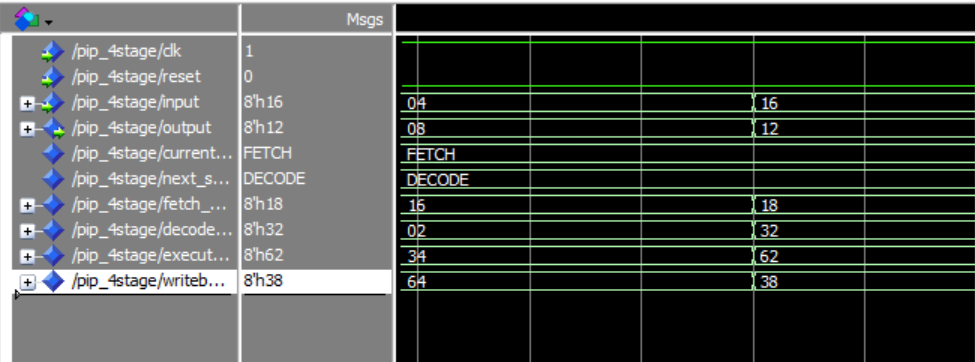 Msgs
/pip_4stage/clk 1
/pip_4stage/reset 0
/pip_4stage/input 8'h16 04 16
/pip_4stage/output 8'h12 08 12
/pip_4stage/current... FETCH FETCH
/pip_4stage/next_s... DECODE DECODE
/pip_4stage/fetch_... 8'h18 16 18
/pip_4stage/decode... 8'h32 02 32
/pip_4stage/execut... 8'h62 34 62
/pip_4stage/writeb... 8'h38 64 38